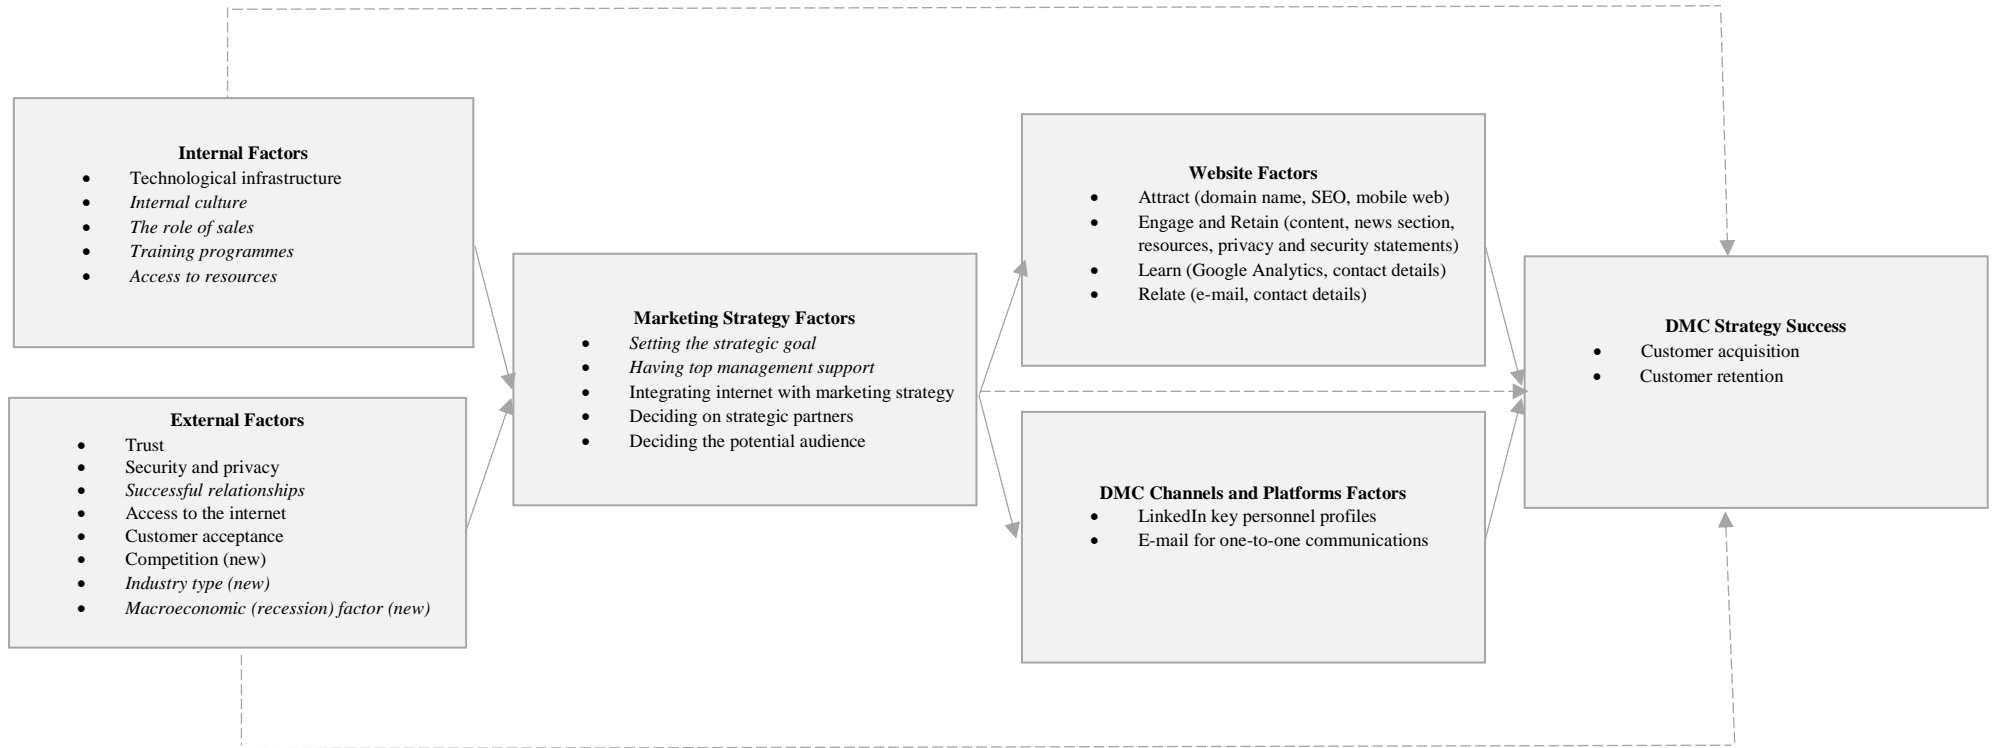 Internal Factors
• Technological infrastructure
• Internal culture
• The role of sales
• Training programmes
• Access to resources
External Factors
• Trust
• Security and privacy
• Successful relationships
• Access to the internet
• Customer acceptance
• Competition (new)
• Industry type (new)
• Macroeconomic (recession) factor (new)
Marketing Strategy Factors
• Setting the strategic goal
• Having top management support
• Integrating internet with marketing strategy
• Deciding on strategic partners
• Deciding the potential audience
Website Factors
• Attract (domain name, SEO, mobile web)
• Engage and Retain (content, news section,
resources, privacy and security statements)
• Learn (Google Analytics, contact details)
• Relate (e-mail, contact details)
DMC Channels and Platforms Factors
• LinkedIn key personnel profiles
• E-mail for one-to-one communications
DMC Strategy Success
• Customer acquisition
• Customer retention